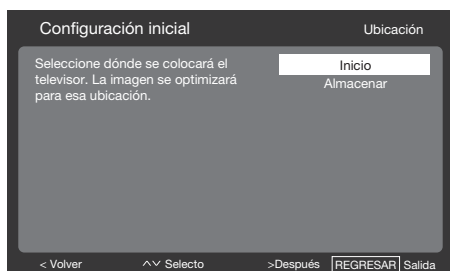 Configuración inicial Ubicación
Seleccione dónde se colocará el
televisor. La imagen se optimizará
para esa ubicación.
Inicio
Almacenar
< Volver ˄˅ Selecto >Después REGRESAR Salida